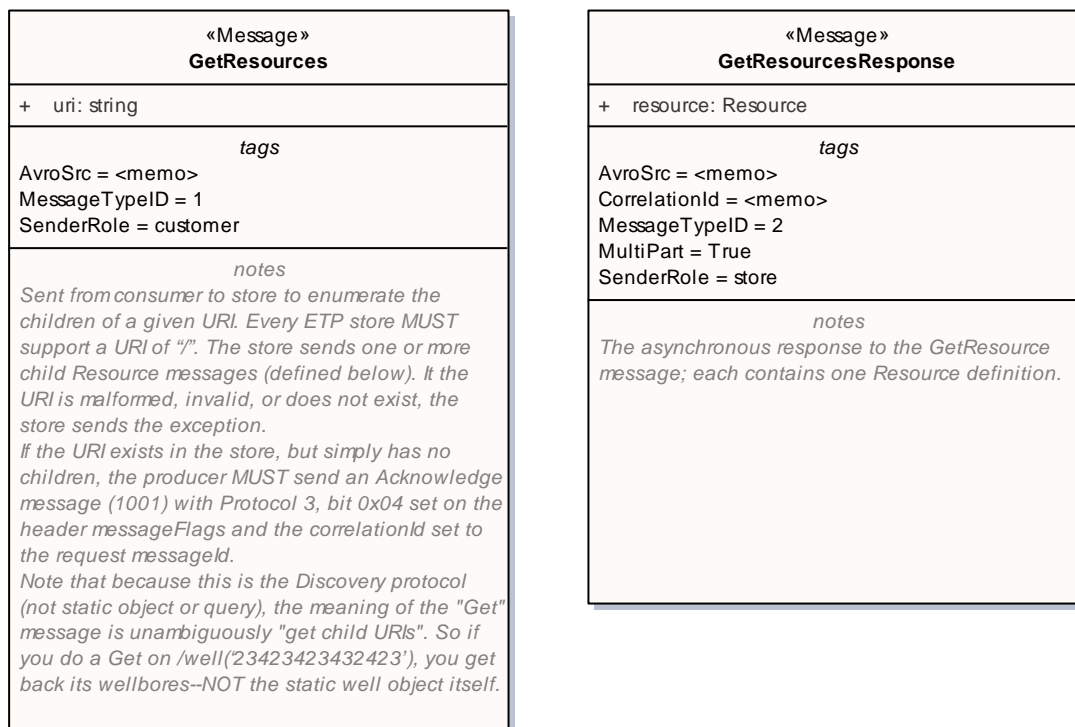 «Message»
GetResources
+ uri: string
tags
AvroSrc = <memo>
MessageTypeID = 1
SenderRole = customer
notes
Sent from consumer to store to enumerate the
children of a given URI. Every ETP store MUST
support a URI of “/”. The store sends one or more
child Resource messages (defined below). It the
URI is malformed, invalid, or does not exist, the
store sends the exception.
If the URI exists in the store, but simply has no
children, the producer MUST send an Acknowledge
message (1001) with Protocol 3, bit 0x04 set on the
header messageFlags and the correlationId set to
the request messageId.
Note that because this is the Discovery protocol
(not static object or query), the meaning of the "Get"
message is unambiguously "get child URIs". So if
you do a Get on /well(‘23423423432423’), you get
back its wellbores--NOT the static well object itself.
«Message»
GetResourcesResponse
+ resource: Resource
tags
AvroSrc = <memo>
CorrelationId = <memo>
MessageTypeID = 2
MultiPart = True
SenderRole = store
notes
The asynchronous response to the GetResource
message; each contains one Resource definition.